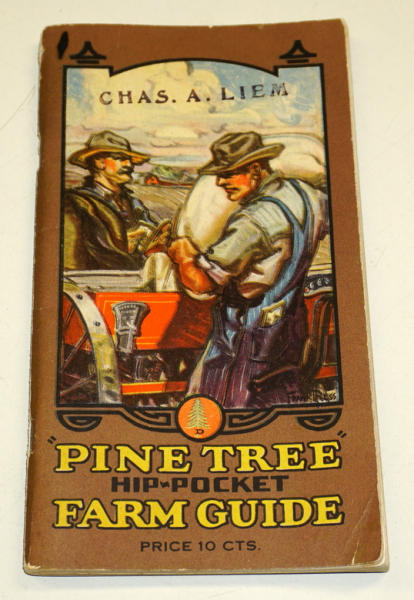 CHAS. A. LIEM
"PINE TREE"
HIP-POCKET
FARM GUIDE
PRICE 10 CTS.